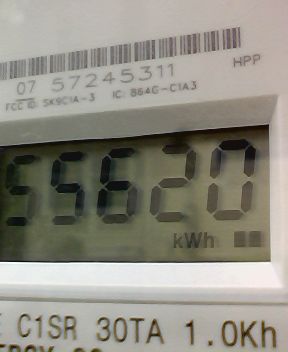 HPP
07 57245311
FCC ID: SK9C1A-3 IC: 864G-C1A3
55620
kWh
C1SR 30TA 1.0Kh